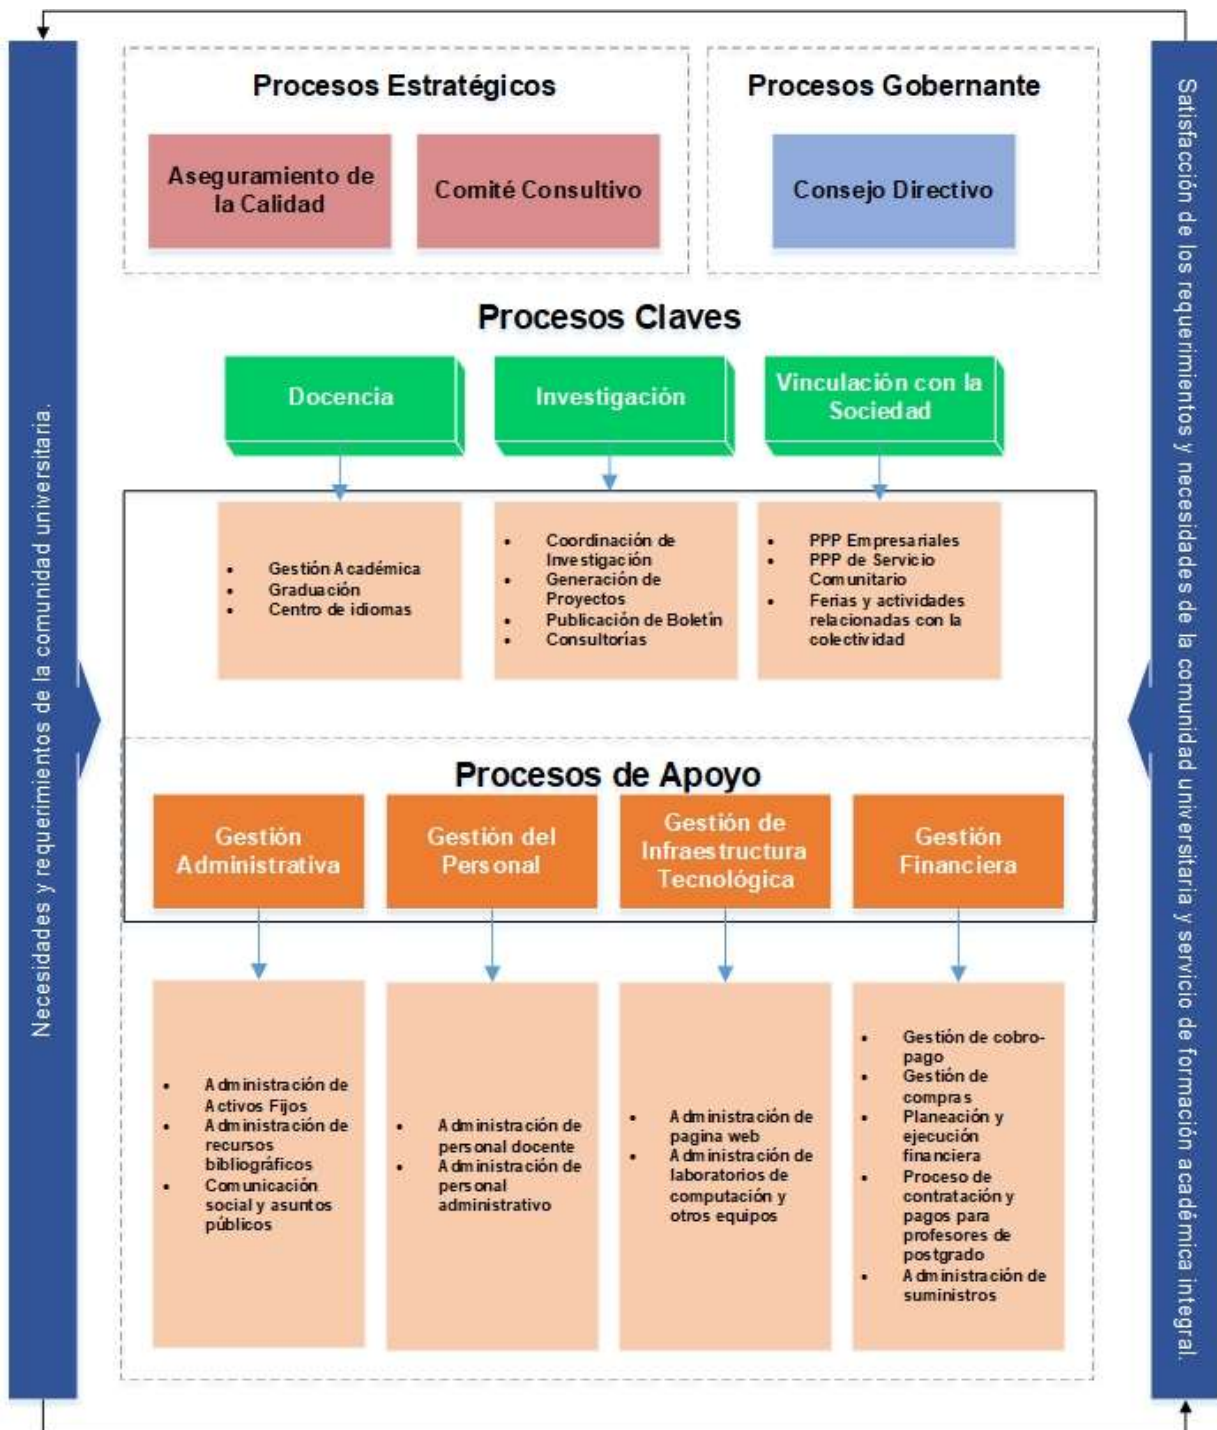 Necesidapes y requerimientos de la comunidad universitaria.
Procesos Estratégicos
Aseguramiento de
la Calidad
Comité Consultivo
Procesos Gobernante
Consejo Directivo
Procesos Claves
Docencia
Investigación
Vinculación con la
Sociedad
• Gestión Académica
• Graduación
• Centro de idiomas
• Coordinación de
Investigación
• Generación de
Proyectos
• Publicación de Boletín
• Consultorías
• PPP Empresariales
• PPP de Servicio
Comunitario
• Ferias y actividades
relacionadas con la
colectividad
Procesos de Apoyo
Gestión
Administrativa
Gestión del
Personal
Gestión de
Infraestructura
Tecnológica
Gestión
Financiera
• Administración de
Activos Fijos
• Administración de
recursos
bibliográficos
• Comunicación
social y asuntos
públicos
• Administración de
personal docente
• Administración de
personal
administrativo
• Administración de
pagina web
• Administración de
laboratorios de
computación y
otros equipos
• Gestión de cobro-
pago
• Gestión de
compras
• Planeación y
ejecución
financiera
• Proceso de
contratación y
pagos para
profesores de
postgrado
• Administración de
suministros
Satisfacción de los requerimientos y necesidades de la comunidad universitaria y servicio de formación académica integral.